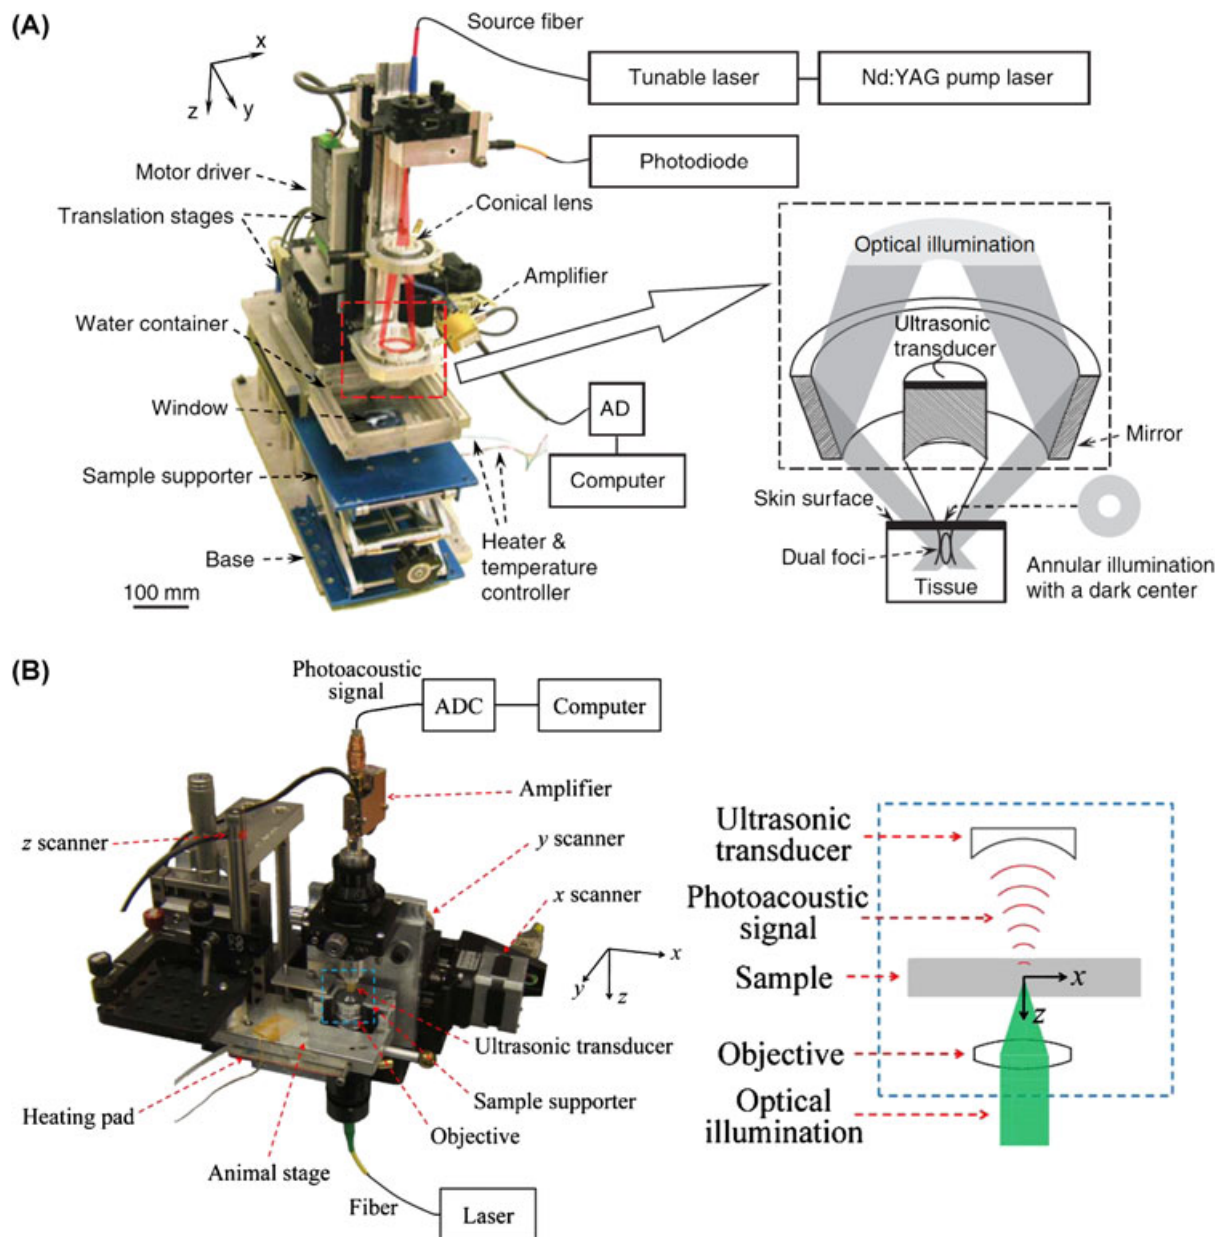 (A)
Source fiber
Tunable laser
Nd:YAG pump laser
x
y
z
Photodiode
Motor driver
Translation stages
Conical lens
Amplifier
Water container
Window
AD
Computer
Sample supporter
Base
Heater &
temperature
controller
100 mm
Optical illumination
Ultrasonic
transducer
Mirror
Skin surface
Dual foci
Tissue
Annular illumination
with a dark center
(B)
Photoacoustic
signal
ADC
Computer
Amplifier
z scanner
y scanner
x scanner
x
y
z
Ultrasonic transducer
Sample supporter
Objective
Heating pad
Animal stage
Fiber
Laser
Ultrasonic
transducer
Photoacoustic
signal
Sample
x
z
Objective
Optical
illumination